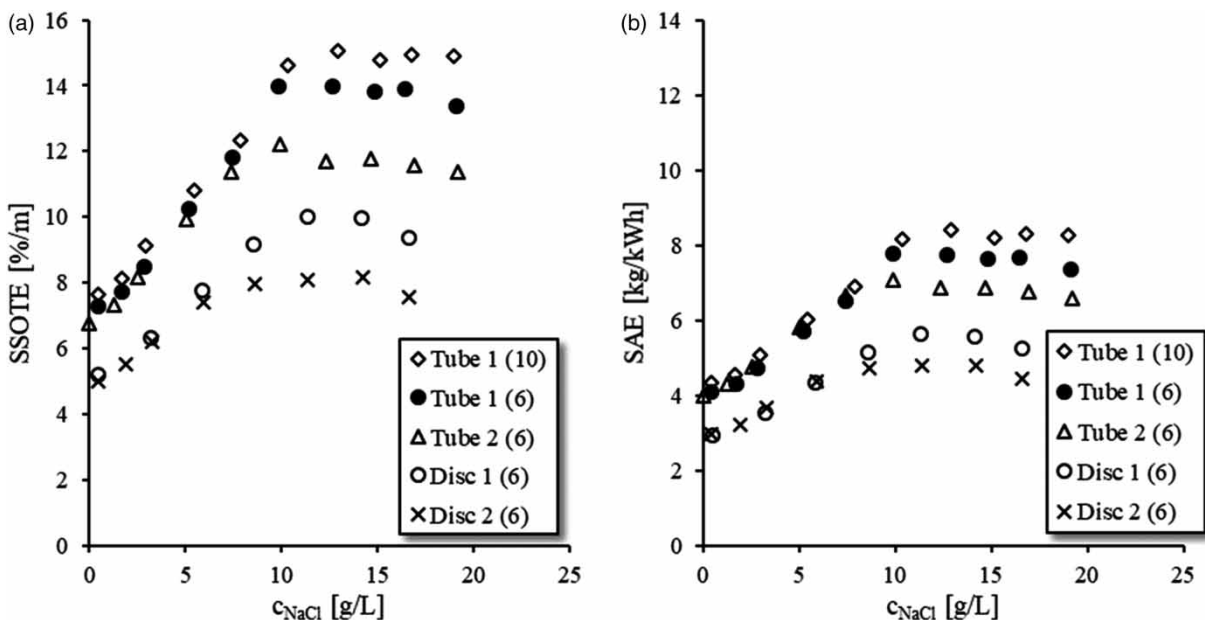 (a)
SSOTE [%/m]
16
14
12
10
8
6
4
2
0
0 5 10 15 20 25
cNaCl [g/L]
Tube 1 (10)
Tube 1 (6)
Tube 2 (6)
Disc 1 (6)
Disc 2 (6)
(b)
SAE [kg/kWh]
14
12
10
8
6
4
2
0
0 5 10 15 20 25
cNaCl [g/L]
Tube 1 (10)
Tube 1 (6)
Tube 2 (6)
Disc 1 (6)
Disc 2 (6)